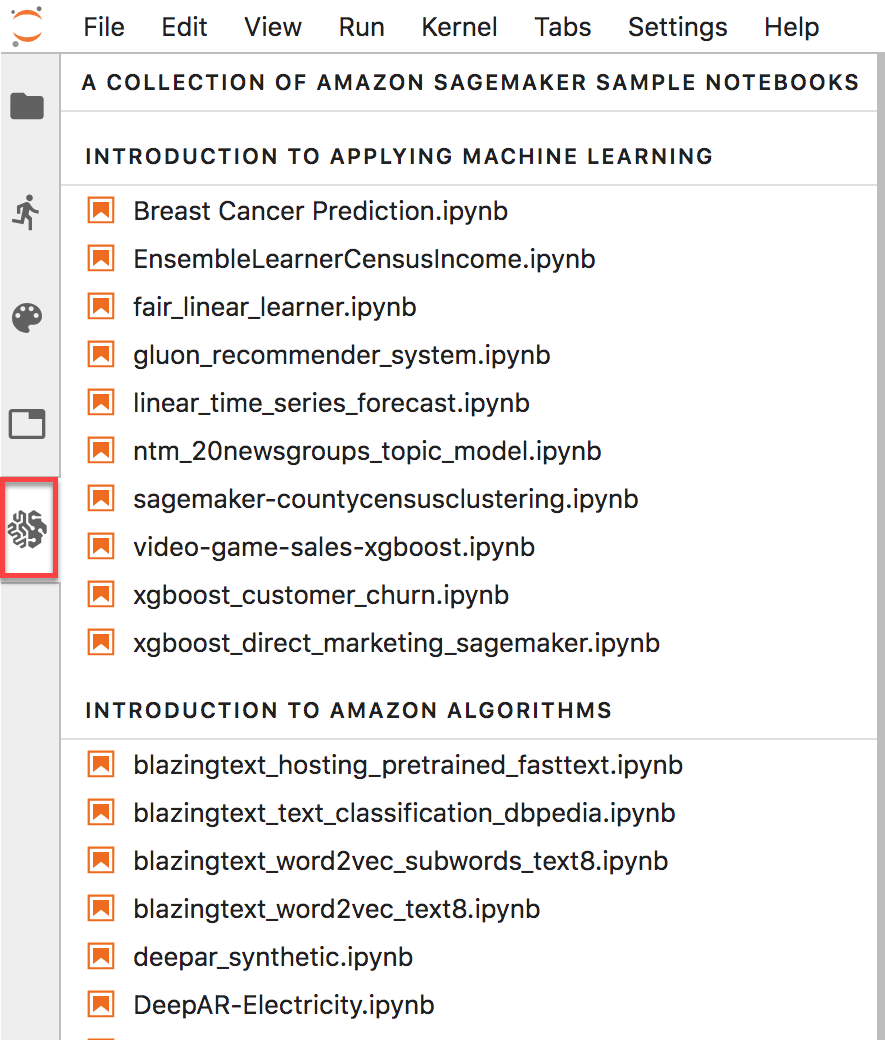 File Edit View Run Kernel Tabs Settings Help
A COLLECTION OF AMAZON SAGEMAKER SAMPLE NOTEBOOKS
INTRODUCTION TO APPLYING MACHINE LEARNING
Breast Cancer Prediction.ipynb
EnsembleLearnerCensusIncome.ipynb
fair_linear_learner.ipynb
gluon_recommender_system.ipynb
linear_time_series_forecast.ipynb
ntm_20newsgroups_topic_model.ipynb
sagemaker-countycensusclustering.ipynb
video-game-sales-xgboost.ipynb
xgboost_customer_churn.ipynb
xgboost_direct_marketing_sagemaker.ipynb
INTRODUCTION TO AMAZON ALGORITHMS
blazingtext_hosting_pretrained_fasttext.ipynb
blazingtext_text_classification_dbpedia.ipynb
blazingtext_word2vec_subwords_text8.ipynb
blazingtext_word2vec_text8.ipynb
deepar_synthetic.ipynb
DeepAR-Electricity.ipynb